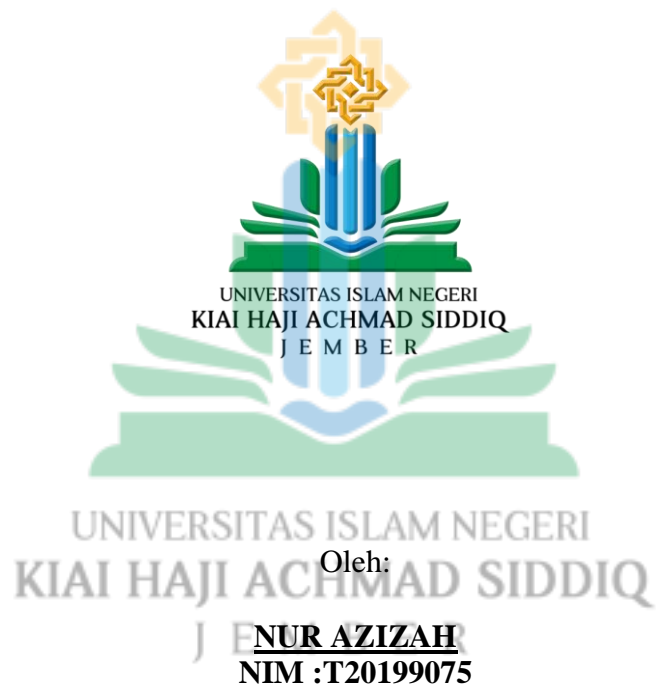 UNIVERSITAS ISLAM NEGERI
KIAI HAJI ACHMAD SIDDIQ
J E M B E R
UNIVERSITAS ISLAM NEGERI
Oleh:
KIAI HAJI ACHMAD SIDDIQ
J E M B E R
NUR AZIZAH
NIM :T20199075